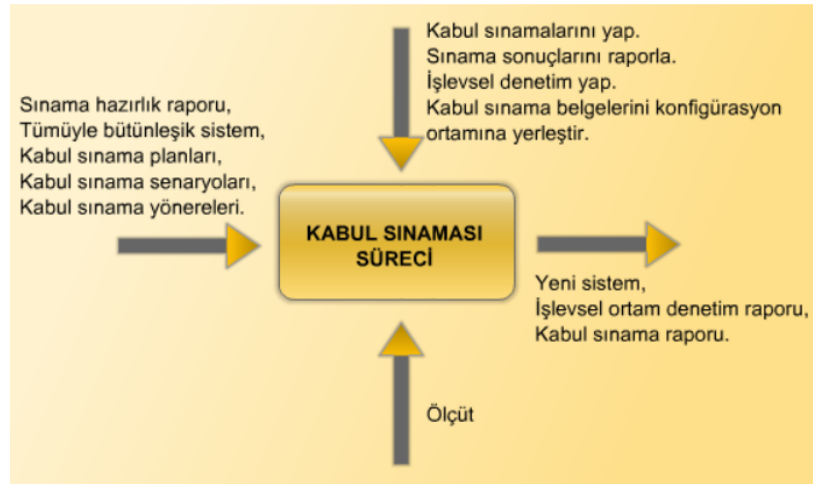 Kabul sınamalarını yap.
Sınama sonuçlarını raporla.
İşlevsel denetim yap.
Kabul sınama belgelerini konfigürasyon
ortamına yerleştir.
Sınama hazırlık raporu,
Tümüyle bütünleşik sistem,
Kabul sınama planları,
Kabul sınama senaryoları,
Kabul sınama yönereleri.
KABUL SINAMASI
SÜRECİ
Yeni sistem,
İşlevsel ortam denetim raporu,
Kabul sınama raporu.
Ölçüt